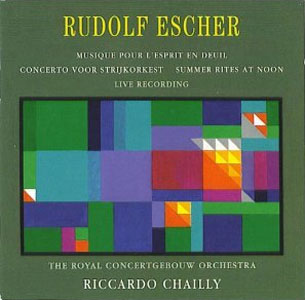 RUDOLF ESCHER
MUSIQUE POUR L'ESPRIT EN DEUIL
CONCERTO VOOR STRIJKORKEST SUMMER RITES AT NOON
LIVE RECORDING
THE ROYAL CONCERTGEBOUW ORCHESTRA
RICCARDO CHAILLY